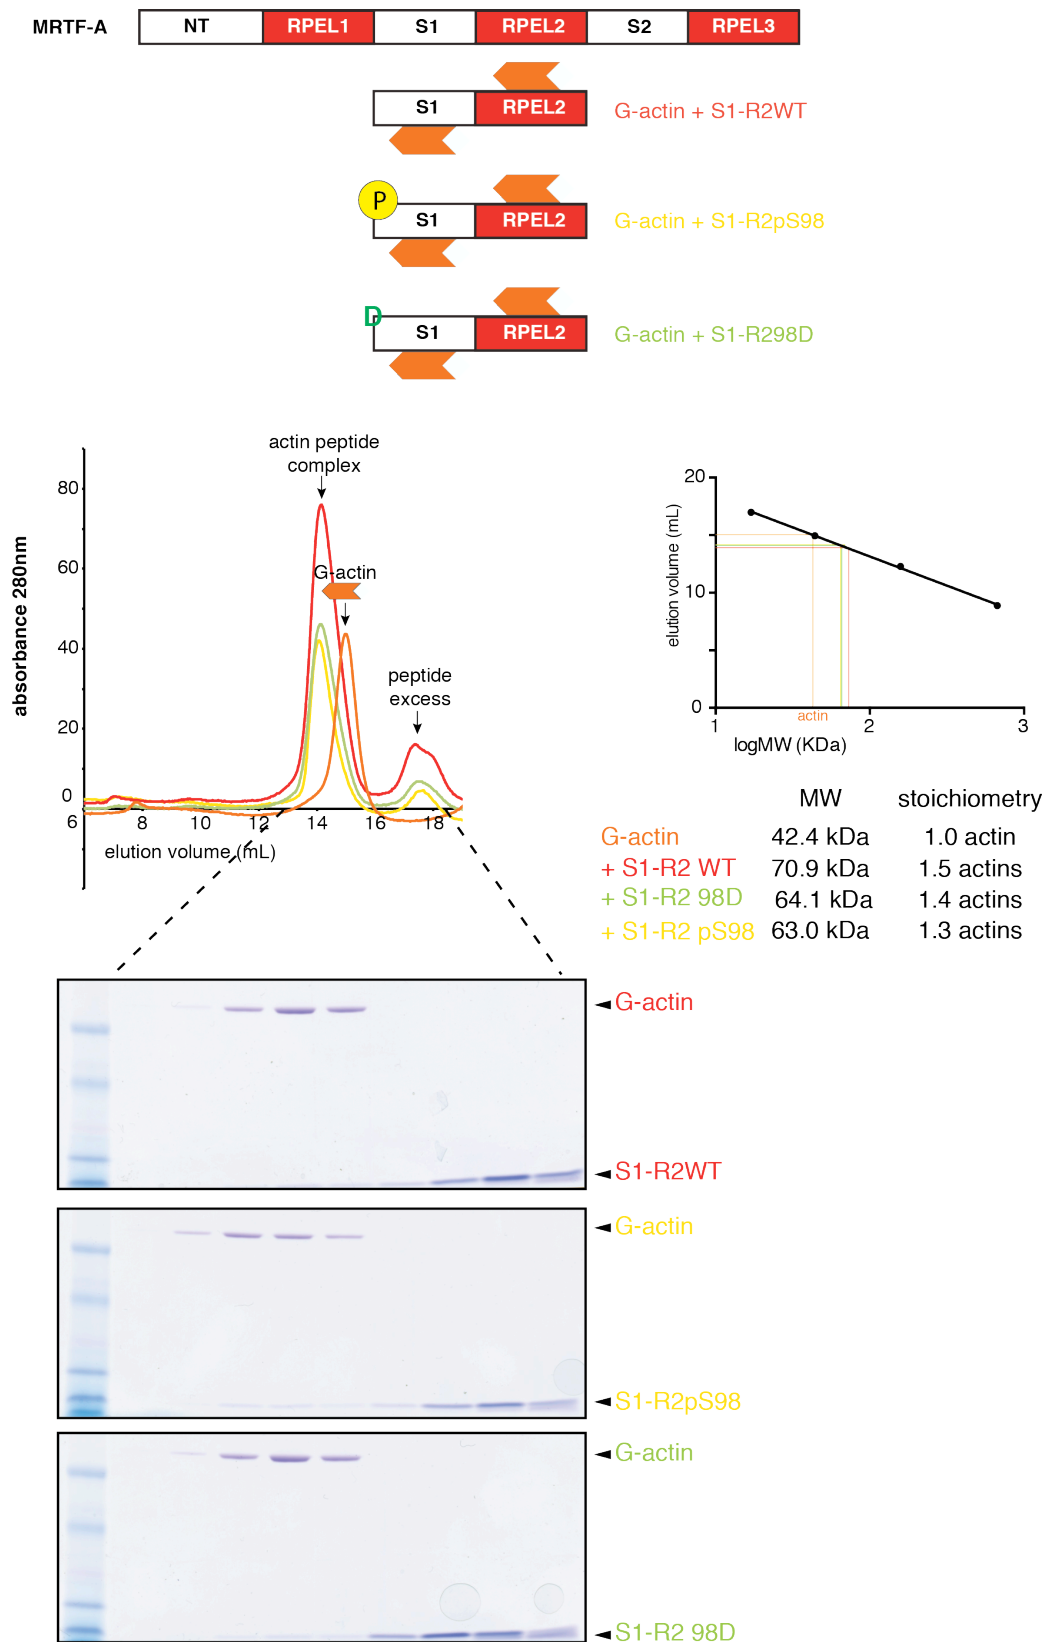 MRTF-A NT RPEL1 S1 RPEL2 S2 RPEL3
S1 RPEL2 G-actin + S1-R2WT
P
S1 RPEL2 G-actin + S1-R2pS98
D
S1 RPEL2 G-actin + S1-R298D
actin peptide
complex
G-actin
peptide
excess
absorbance 280nm
80
60
40
20
0
6 8 10 12 14 16 18
elution volume (mL)
elution volume (mL)
20
10
0
1 2 3
actin
logMW (KDa)
MW stoichiometry
G-actin 42.4 kDa 1.0 actin
+ S1-R2 WT 70.9 kDa 1.5 actins
+ S1-R2 98D 64.1 kDa 1.4 actins
+ S1-R2 pS98 63.0 kDa 1.3 actins
G-actin
S1-R2WT
G-actin
S1-R2pS98
G-actin
S1-R2 98D